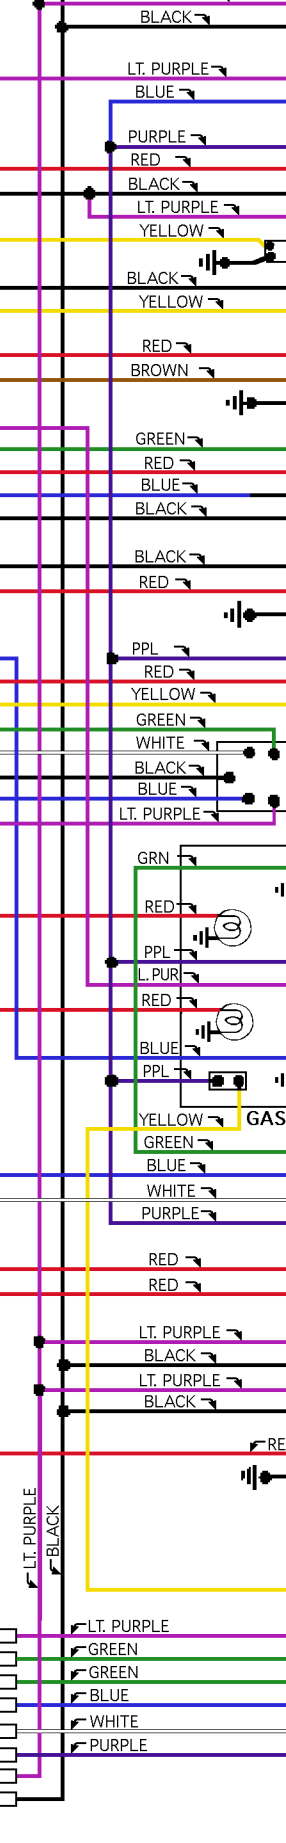 BLACK
LT. PURPLE
BLUE
PURPLE
RED
BLACK
LT. PURPLE
YELLOW
BLACK
YELLOW
RED
BROWN
GREEN
RED
BLUE
BLACK
BLACK
RED
PPL
RED
YELLOW
GREEN
WHITE
BLACK
BLUE
LT. PURPLE
GRN
RED
PPL
L.PUR
RED
BLUE
PPL
YELLOW
GAS
GREEN
BLUE
WHITE
PURPLE
RED
RED
LT. PURPLE
BLACK
LT. PURPLE
BLACK
RE
LT. PURPLE
BLACK
LT. PURPLE
GREEN
GREEN
BLUE
WHITE
PURPLE